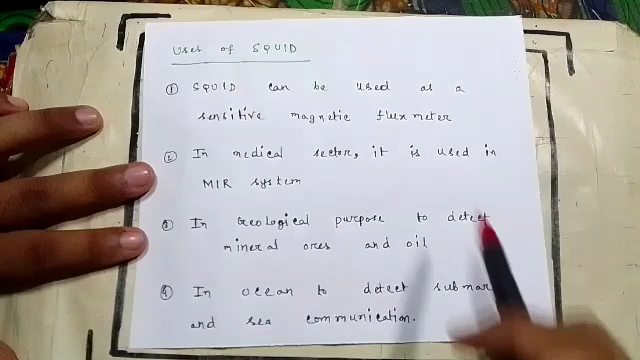 Uses of SQUID
① SQUID can be used as a
sensitive magnetic fluxmeter
② In medical sector, it is used in
MIR system
③ In Geological purpose to detect
mineral ores and oil
④ In ocean to detect submar
and sea communication.